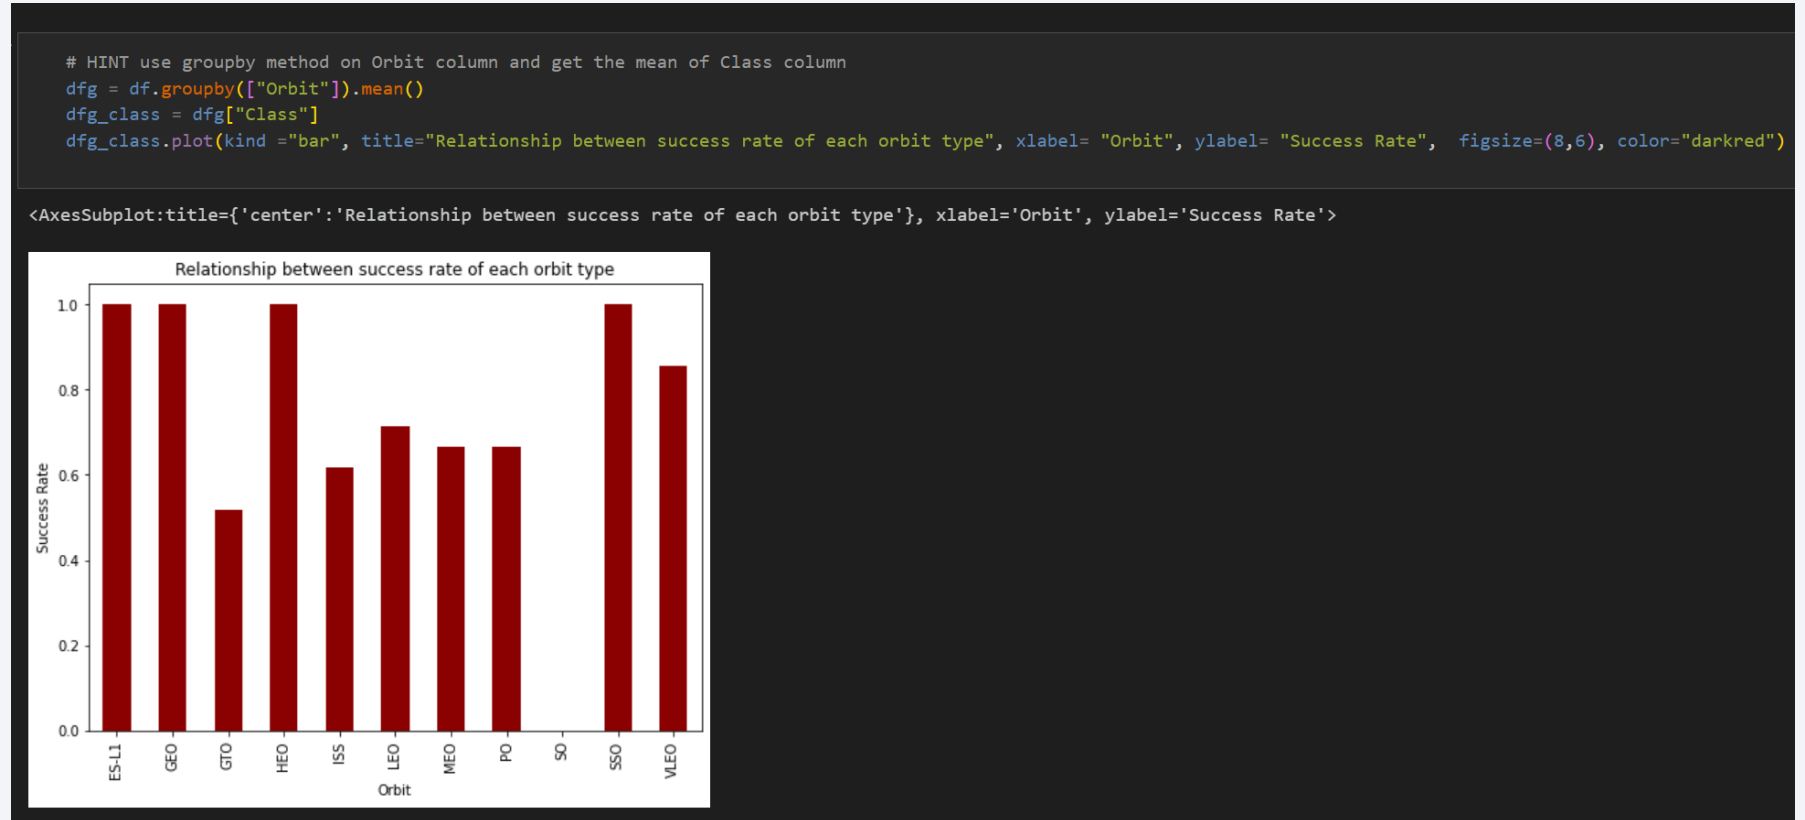 # HINT use groupby method on Orbit column and get the mean of Class column
dfg = df.groupby(["Orbit"]).mean()
dfg_class = dfg["Class"]
dfg_class.plot(kind ="bar", title="Relationship between success rate of each orbit type", xlabel= "Orbit", ylabel= "Success Rate",  figsize=(8,6), color="darkred")
<AxesSubplot:title={'center':'Relationship between success rate of each orbit type'}, xlabel='Orbit', ylabel='Success Rate'>
Relationship between success rate of each orbit type
1.0
0.8
0.6
0.4
0.2
0.0
Success Rate
ES-L1
GEO
GTO
HEO
ISS
LEO
MEO
PO
SO
SSO
VLEO
Orbit